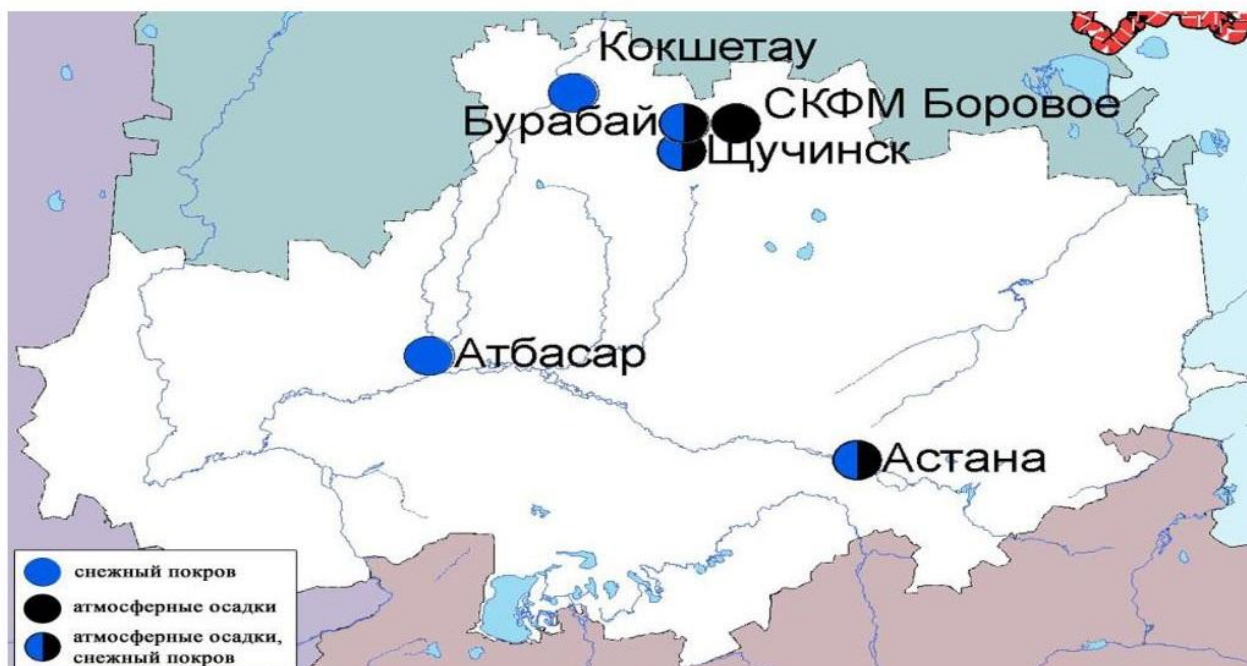 Кокшетау
Бурабай
СКФМ Боровое
Щучинск
Атбасар
Астана
снежный покров
атмосферные осадки
атмосферные осадки,
снежный покров